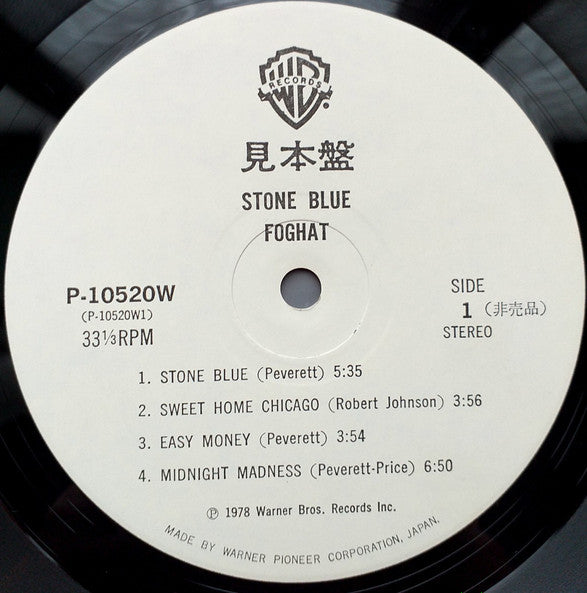 WB
RECORDS
見本盤
STONE BLUE
FOGHAT
P-10520W
(P-10520W1)
33⅓RPM
SIDE
1 (非売品)
STEREO
1. STONE BLUE (Peverett) 5:35
2. SWEET HOME CHICAGO (Robert Johnson) 3:56
3. EASY MONEY (Peverett) 3:54
4. MIDNIGHT MADNESS (Peverett-Price) 6:50
℗ 1978 Warner Bros. Records Inc.
MADE BY WARNER PIONEER CORPORATION, JAPAN.